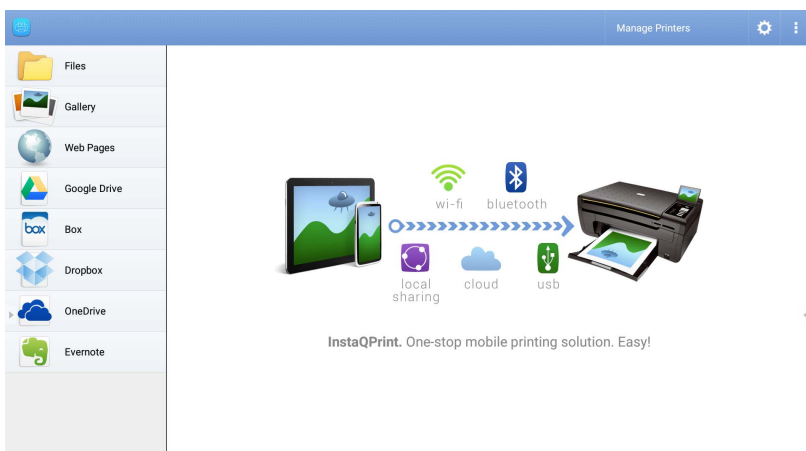 Manage Printers
Files
Gallery
Web Pages
Google Drive
box
Box
Dropbox
OneDrive
Evernote
wi-fi bluetooth
local sharing
cloud
usb
InstaQPrint. One-stop mobile printing solution. Easy!